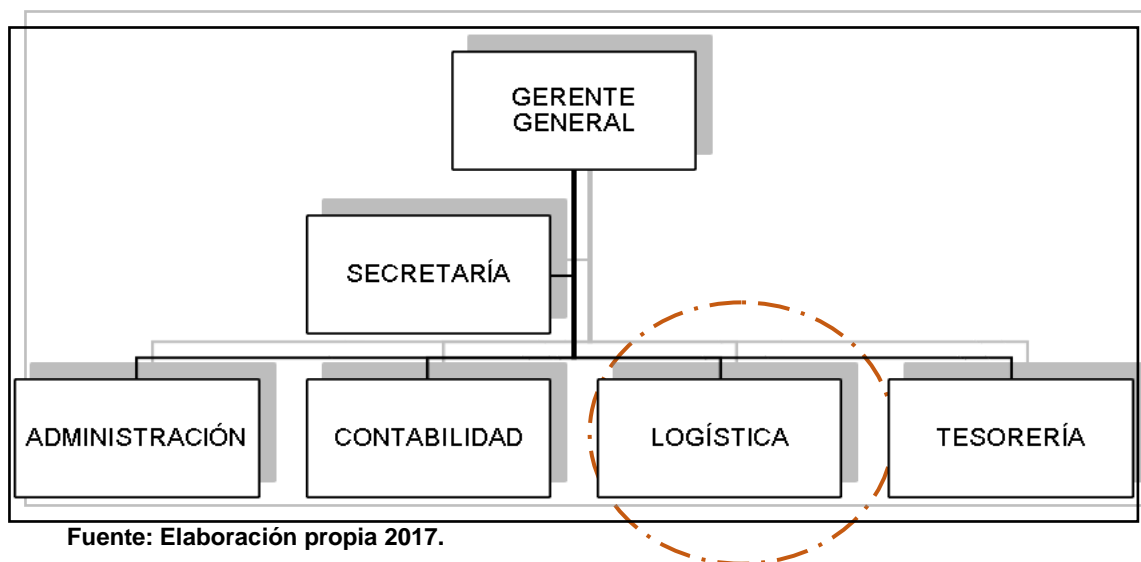 GERENTE
GENERAL
SECRETARÍA
ADMINISTRACIÓN
CONTABILIDAD
LOGÍSTICA
TESORERÍA
Fuente: Elaboración propia 2017.